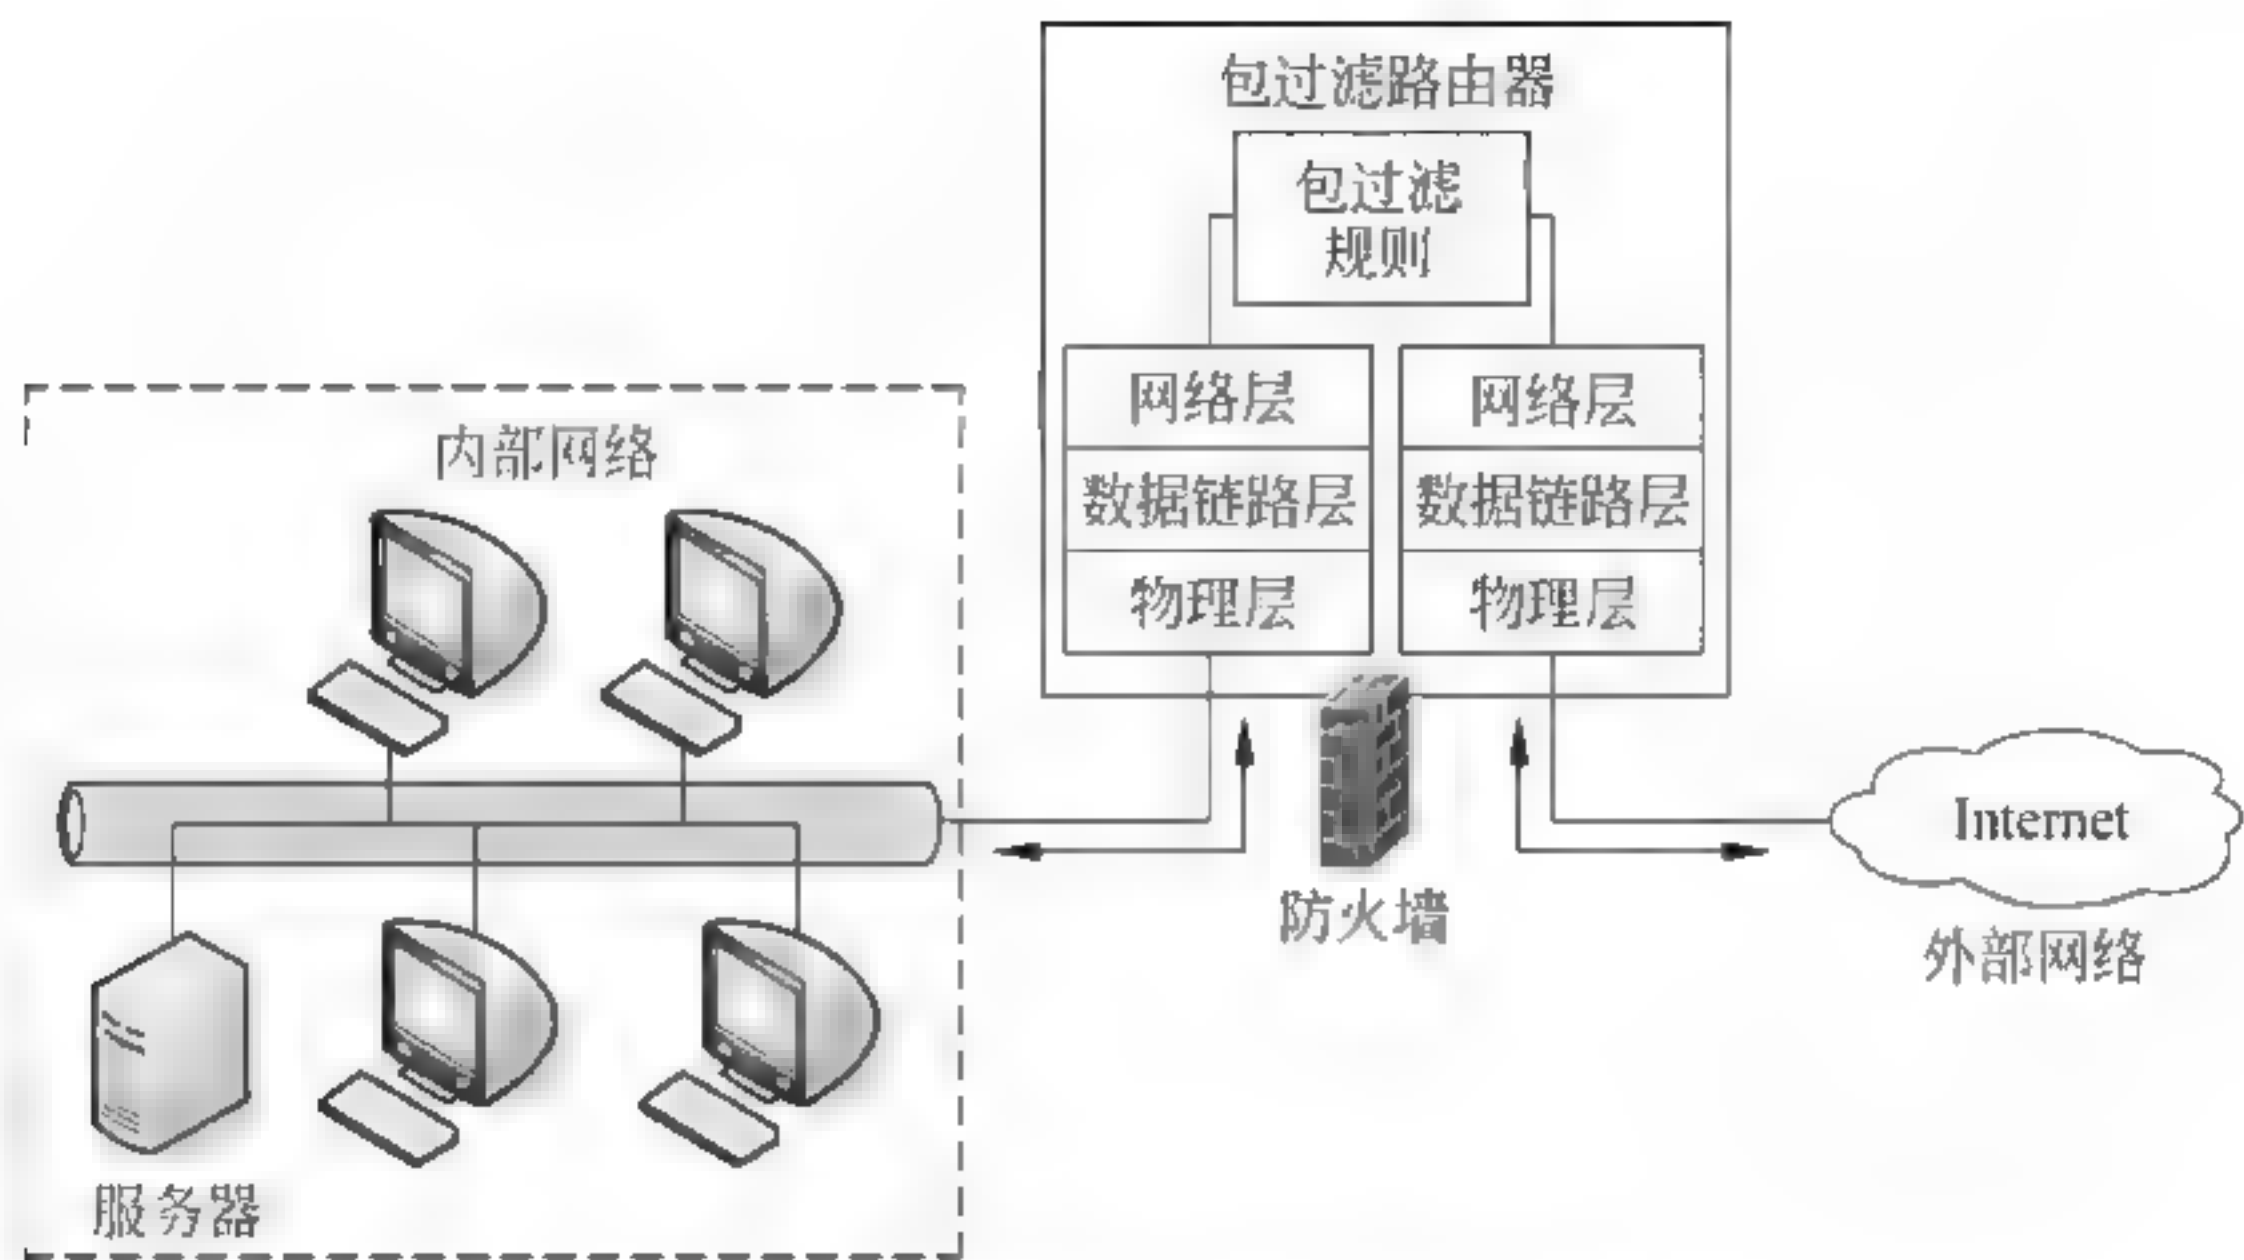 包过滤路由器
包过滤
规则
网络层
网络层
数据链路层
数据链路层
物理层
物理层
内部网络
服务器
防火墙
Internet
外部网络